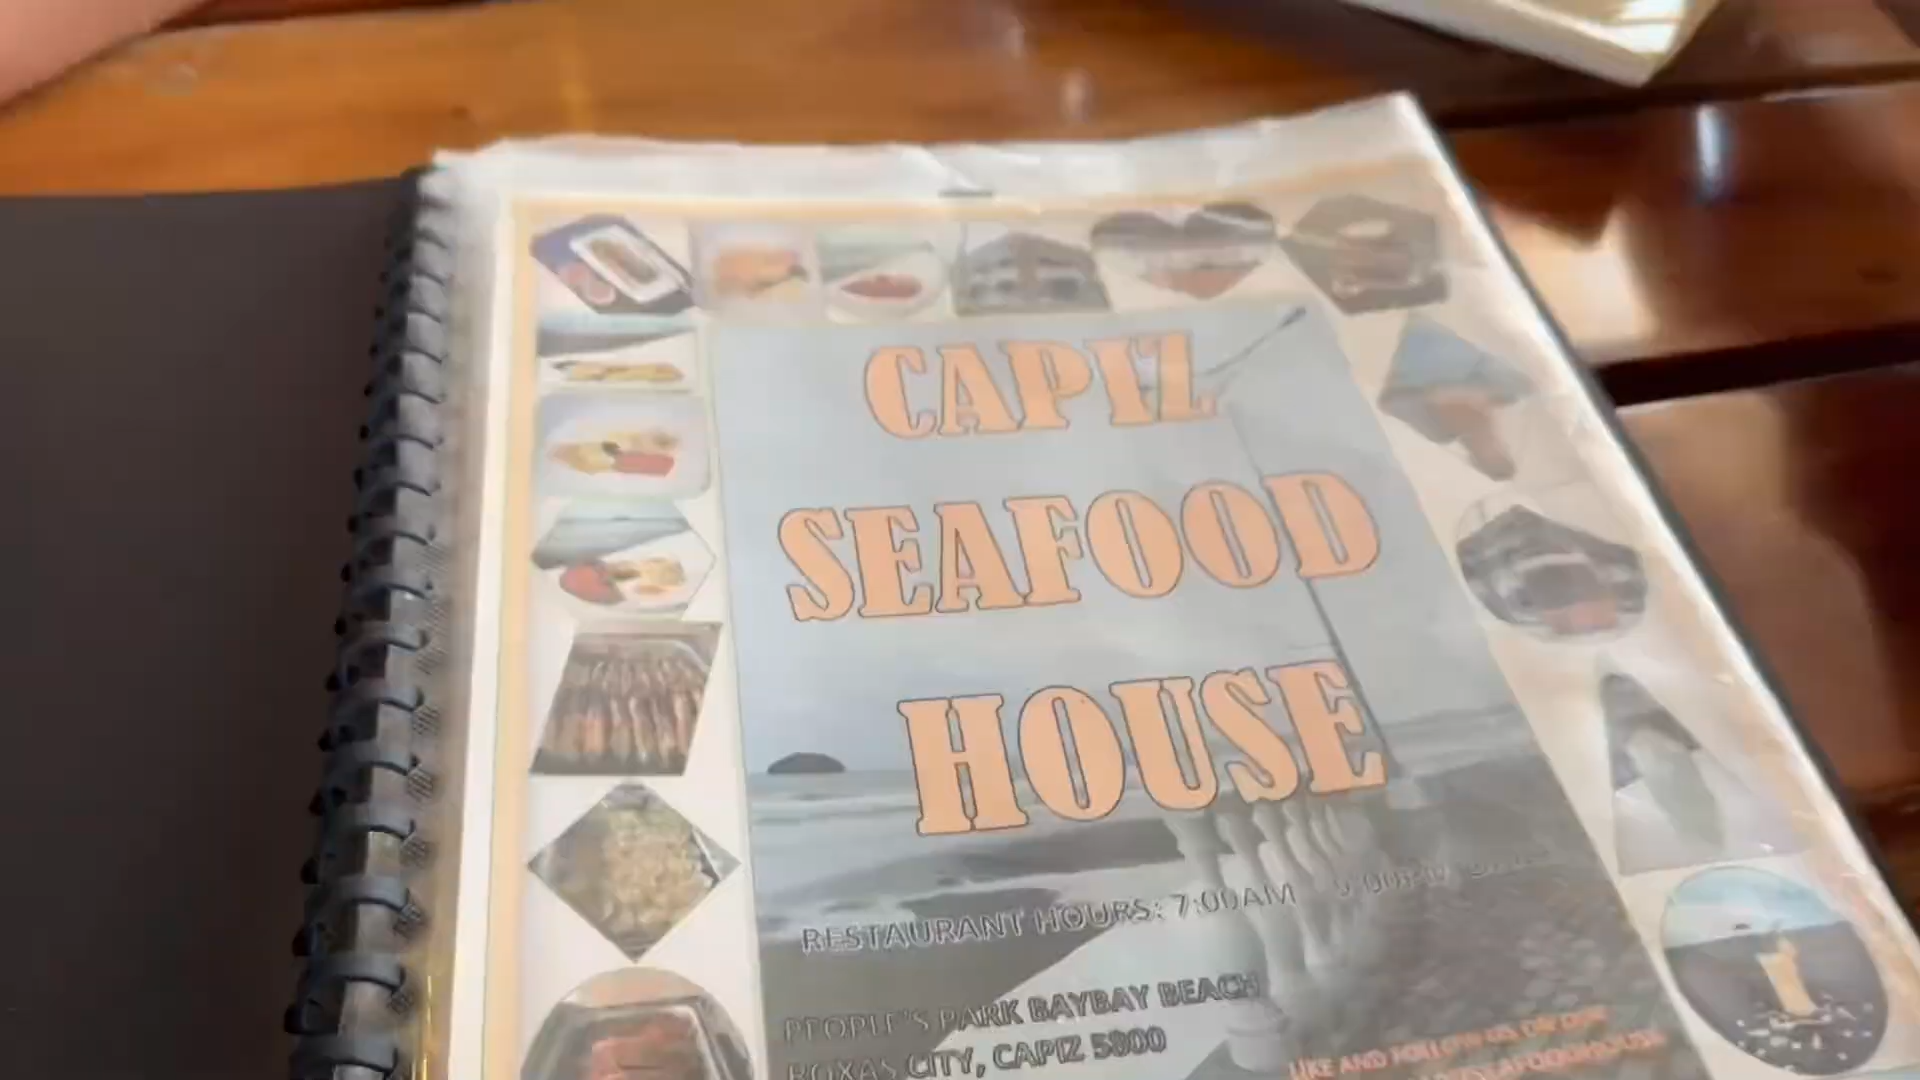 CAPIZ
SEAFOOD
HOUSE
RESTAURANT HOURS: 7:00AM
PEOPLE'S PARK BAYBAY BEACH
ROXAS CITY, CAPIZ 5800
LIKE AND FOLLOW US ON OUR